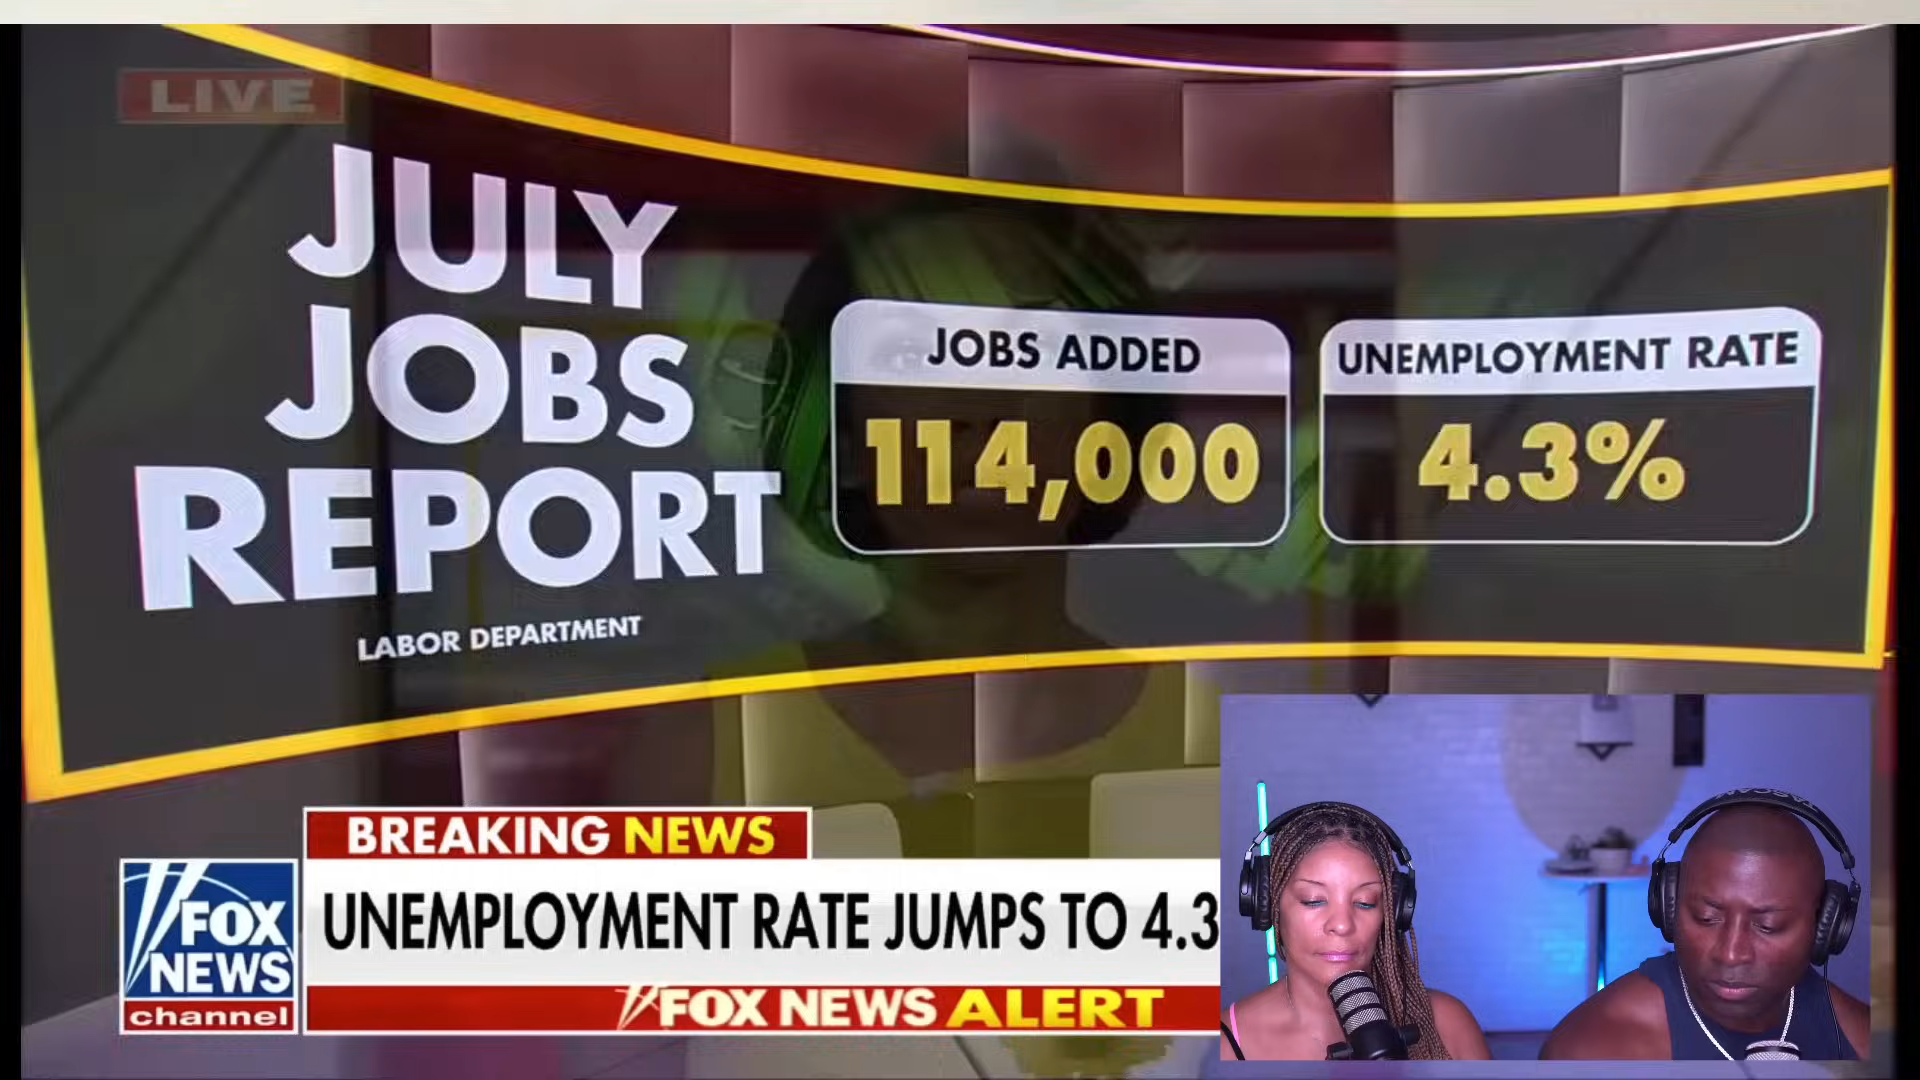 LIVE
JULY
JOBS
REPORT
LABOR DEPARTMENT
JOBS ADDED
114,000
UNEMPLOYMENT RATE
4.3%
BREAKING NEWS
UNEMPLOYMENT RATE JUMPS TO 4.3
FOX NEWS ALERT
FOX
NEWS
channel
TASCAM